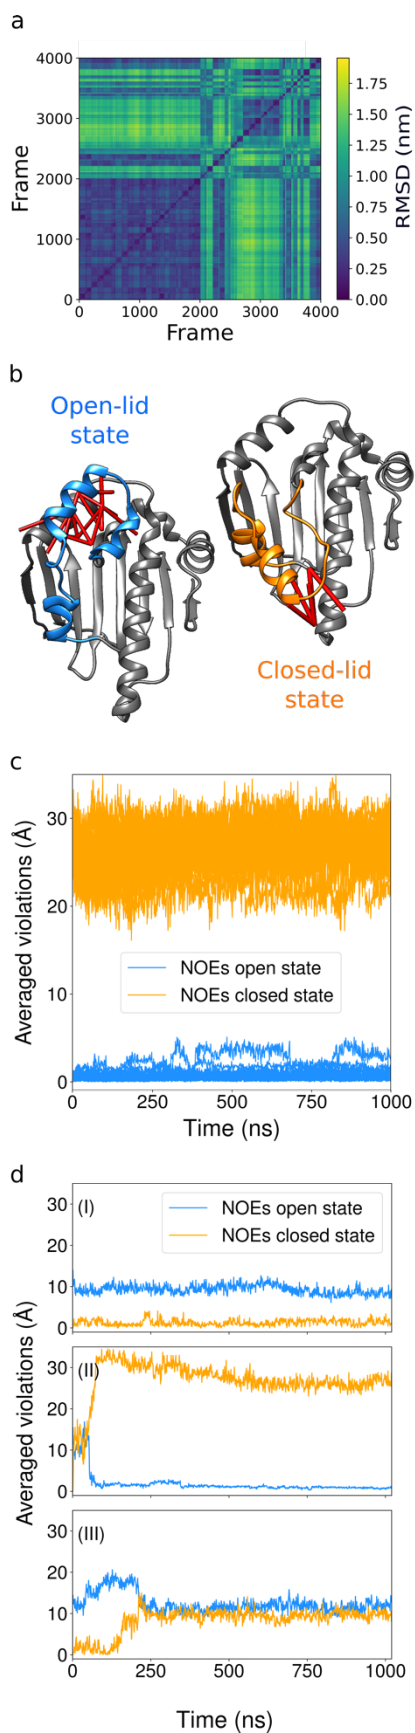 a
4000
3000
2000
1000
0
Frame
0 1000 2000 3000 4000
Frame
1.75
1.50
1.25
1.00
0.75
0.50
0.25
0.00
RMSD (nm)
b
Open-lid
state
Closed-lid
state
c
Averaged violations (Å)
30
20
10
0
NOEs open state
NOEs closed state
0 250 500 750 1000
Time (ns)
d
Averaged violations (Å)
(I)
30
20
10
0
NOEs open state
NOEs closed state
(II)
30
20
10
0
(III)
30
20
10
0
0 250 500 750 1000
Time (ns)